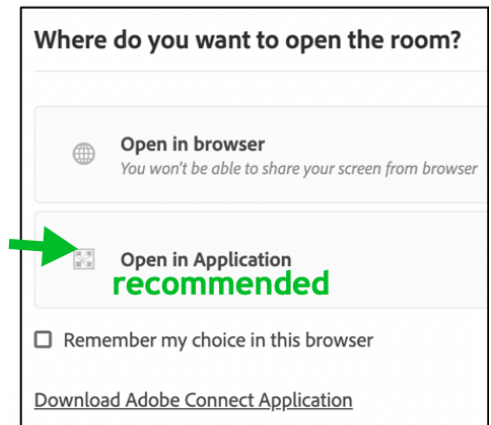 Where do you want to open the room?
Open in browser
You won't be able to share your screen from browser
Open in Application
recommended
Remember my choice in this browser
Download Adobe Connect Application